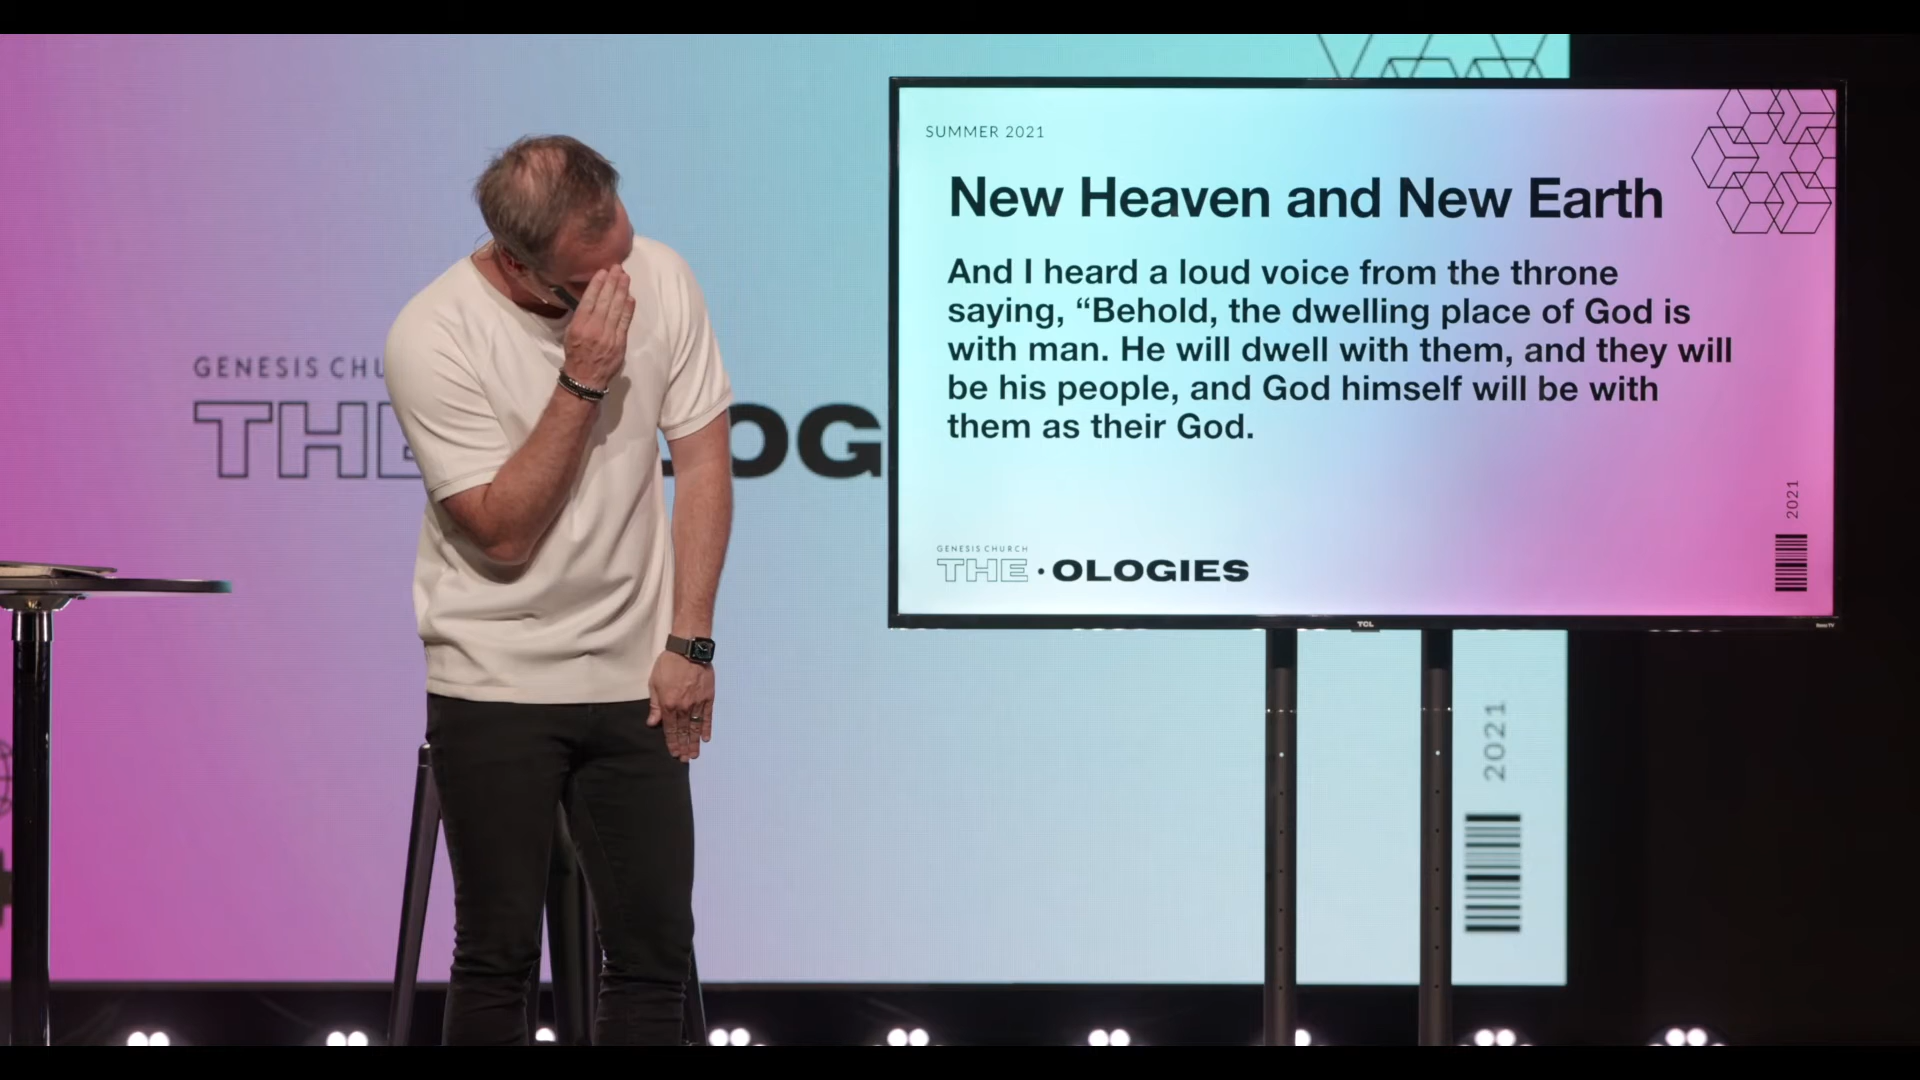 SUMMER 2021
New Heaven and New Earth
And I heard a loud voice from the throne
saying, “Behold, the dwelling place of God is
with man. He will dwell with them, and they will
be his people, and God himself will be with
them as their God.
2021
GENESIS CHURCH
THE • OLOGIES
TCL
Roku TV
GENESIS CHU
THE
OG
2021